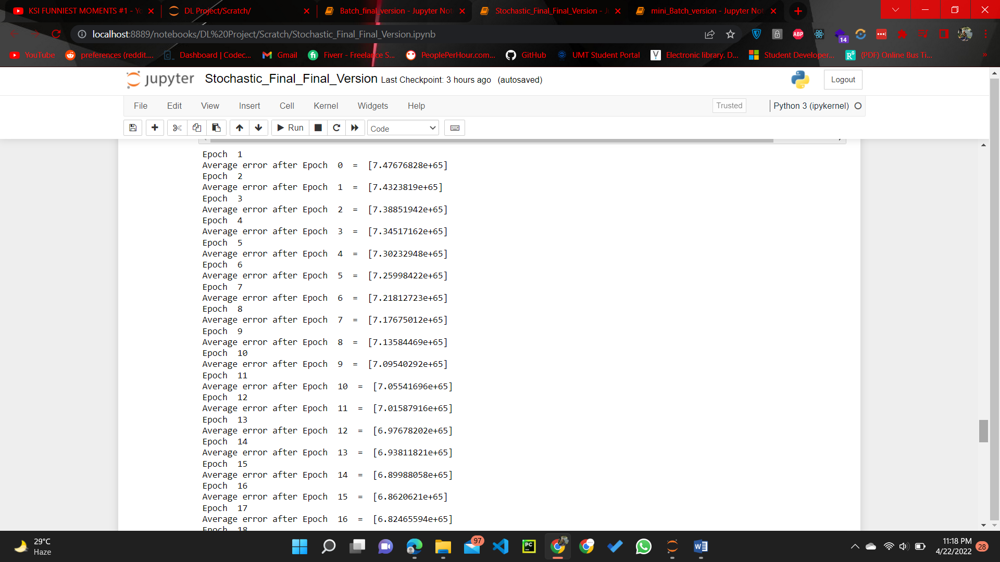 KSI FUNNIEST MOMENTS #1 - Yo
DL Project/Scratch/
Batch_final_version - Jupyter Not
Stochastic_Final_Final_Version - J
mini_Batch_version - Jupyter Not
localhost:8889/notebooks/DL%20Project/Scratch/Stochastic_Final_Final_Version.ipynb
ABP
14
YouTube
preferences (reddit....
Dashboard | Codec...
Gmail
Fiverr - Freelance S...
PeoplePerHour.com...
GitHub
UMT Student Portal
Electronic library. D...
Student Developer...
(PDF) Online Bus Ti...
»
jupyter Stochastic_Final_Final_Version Last Checkpoint: 3 hours ago (autosaved)
Logout
File Edit View Insert Cell Kernel Widgets Help
Trusted
Python 3 (ipykernel)
Run
Code
Epoch  1
Average error after Epoch  0  =  [7.47676828e+65]
Epoch  2
Average error after Epoch  1  =  [7.4323819e+65]
Epoch  3
Average error after Epoch  2  =  [7.38851942e+65]
Epoch  4
Average error after Epoch  3  =  [7.34517162e+65]
Epoch  5
Average error after Epoch  4  =  [7.30232948e+65]
Epoch  6
Average error after Epoch  5  =  [7.25998422e+65]
Epoch  7
Average error after Epoch  6  =  [7.21812723e+65]
Epoch  8
Average error after Epoch  7  =  [7.17675012e+65]
Epoch  9
Average error after Epoch  8  =  [7.13584469e+65]
Epoch  10
Average error after Epoch  9  =  [7.09540292e+65]
Epoch  11
Average error after Epoch  10  =  [7.05541696e+65]
Epoch  12
Average error after Epoch  11  =  [7.01587916e+65]
Epoch  13
Average error after Epoch  12  =  [6.97678202e+65]
Epoch  14
Average error after Epoch  13  =  [6.93811821e+65]
Epoch  15
Average error after Epoch  14  =  [6.89988058e+65]
Epoch  16
Average error after Epoch  15  =  [6.8620621e+65]
Epoch  17
Average error after Epoch  16  =  [6.82465594e+65]
Epoch  18
29°C
Haze
97
PC
11:18 PM
4/22/2022
28